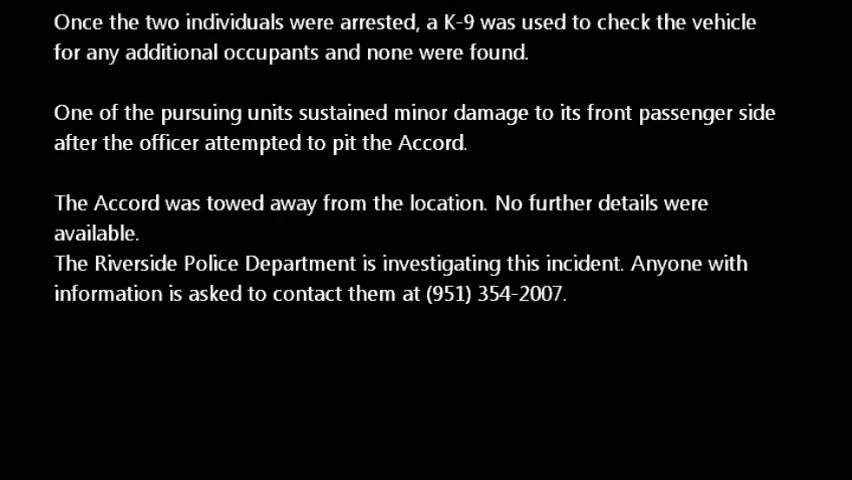 Once the two individuals were arrested, a K-9 was used to check the vehicle
for any additional occupants and none were found.
One of the pursuing units sustained minor damage to its front passenger side
after the officer attempted to pit the Accord.
The Accord was towed away from the location. No further details were
available.
The Riverside Police Department is investigating this incident. Anyone with
information is asked to contact them at (951) 354-2007.